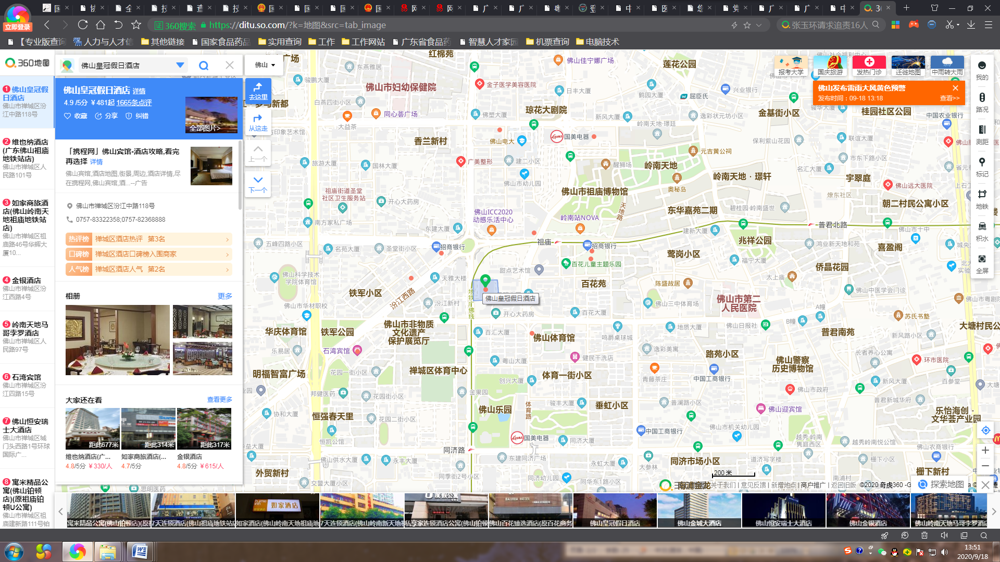 立即登录
证 360搜索 https://ditu.so.com/?k=地图&src=tab_image
张玉环请求追责16人
【专业版查询 人力与人才信 其他链接 国家食品药品 实用查询 工作 工作网站 广东省食品药 智慧人才家园 机票查询 电脑技术
360地图
佛山皇冠假日酒店
佛山
1 佛山皇冠假日酒店
佛山市禅城区汾江中路118号
2 维也纳酒店(广东佛山祖庙地铁站店)
佛山市禅城区人民路101号
3 如家商旅酒店(佛山岭南天地祖庙地铁站店)
佛山市禅城区祖庙路46号华辉大厦10...
4 金银酒店
佛山市禅城区汾江西路4号
5 岭南天地马哥孛罗酒店
佛山市禅城区人民路97号
6 石湾宾馆
佛山市禅城区汾江四路15号
7 佛山恒安瑞士大酒店
佛山市禅城区城门头西路1号环球国际广...
8 寓米精品公寓(佛山铂顿店)(原祖庙铂顿U公寓)
佛山市禅城区祖庙建新路111号铂
佛山皇冠假日酒店 详情
4.9 /5分 ¥481起 1665条点评
收藏 分享 纠错
全部图片>
「携程网」佛山宾馆-酒店攻略,看完再选择 详情
佛山宾馆,酒店地图,街景,周边,酒店详情,尽在携程网,佛山宾馆,酒...--广告
佛山市禅城区汾江中路118号
0757-83322358;0757-82368888
热评榜 禅城区酒店热评 第3名
口碑榜 禅城区酒店口碑榜入围商家
人气榜 禅城区酒店人气 第2名
相册 更多
大家还在看 查看更多
距此677米 距此314米 距此317米
维也纳酒店(广... 如家商旅酒店(... 金银酒店
4.8/5分 ¥330/人 4.7/5分 4.8/5分 ¥615/人
去这里
从这走
上一个
下一个
红棉苑
东燕雅居
佛山佳宁娜广场
莲花公园
骏鹏大厦
佛山市妇幼保健院
金子医学美容医院
日丰大厦
鹤园大厦
屈臣氏
兴业银行
白燕四街小区
同心荟广场
佛塑大厦
琼花大剧院
新风大厦
逸彩状元坊小区
金基街小区
桂园社区公园
中国农业银行
大益茶
岭南天地·璟廷
香兰新村
佛山电大
国美电器
保利紫山花园
联谊大厦
旅游大厦
国林大厦
广美整形
建二小区
醒狮场
元吉黄公祠
岭南天地
市东下路小区
名汇大厦
宇翠庭
佛山市幼儿园
奥秘岛
岭南天地·璟轩
佛山远大医院
祖庙街道圣堂
社区卫生服务站
开心大药房
佛山市祖庙博物馆
天地路
燎东社区
朝二村民公寓小区
佛山ICC2020
动感乐活中心
岭南站NOVA
东华嘉苑二期
碧桂园·岭南盛世
南方家私广场
东建大厦
建新大厦
普君北路
佛山市十中
五峰四路小区
名苑大厦
圣堂街小区
招商银行
祖庙
招商银行
兆祥公园
鸿业新天地和苑
喜盈阁
莺岗小区
福宁大厦
佛山科学技术
学院体育馆
天雅大楼
甜点艺术馆
百花儿童主题乐园
侨晶花园
太上庙
百花苑
陈盛故居
铁军小区
汾江西路
地铁广佛线
佛山皇冠假日酒店
佛山市第二
人民医院
佛山中医学会门诊
佛山市华材职校
汾江新村
佛山三中体育场
A幢
开心大药房
百花大厦
苏氏书塾
B幢
华庆体育馆
铁军公园
佛山市非物质
文化遗产
保护展览厅
百汇大厦
佛山体育馆
地质大厦
佛山日报社
普君南苑
新风路小区
大塘村民公
鸣爵桌球城
乐易居
石湾宾馆
粤山大厦
健民干洗店
逸彩美寓
路苑小区
长者养心公寓
佛山警察
历史博物馆
环市医院
明福智富广场
花园一街小区
禅城区体育中心
体育一街小区
青藤茶庄
中国工商银行
创兴大厦
金果园
新风大厦
百参堂
邦健医药
花园街小区
佛山市政府
普君新城华府
佛山乐园
体育路
骏丰大厦
垂虹小区
普澜路小区
佛山迎宾馆
乐怡海创·
文华荟产业园
协和大厦
恒强春天里
花园二街小区
恒凯公馆
国美电器
同济大厦
中国工商银行
佛山市机关幼儿园
越秀·岭南
隽庭西区
越秀岭南悦公馆
佛山农商银行
同济路
佛山供水大厦
永丰大厦
东建同济广场
永虹大厦
大参林
同济市场小区
道济写字楼
栅下小区
栅下新村
外贸新村
交警大厦小区
同季街2号小区
同济幼儿园
同华东1路小区
南浦村
思明医药
南浦金龙
200 米
关于我们 | 意见反馈 | 新增地点 | 商户推广 | 返回旧版 ©2020 奇虎360
探索地图
报考大学 国庆旅游 发热门诊 迁徙地图 中雨转大雨
佛山发布雷雨大风黄色预警
发布时间：09-18 13:18 查看>>
我的
路况
测距
标记
地铁
积水
全屏
寓米精品公寓(佛山铂顿店)(原祖 7天连锁酒店(佛山祖庙地铁站店 如家酒店(佛山岭南天地祖庙地 7天连锁酒店(佛山岭南新天地祖 私享家连锁酒店公寓(佛山铂顿 佛山百花臻选酒店(原百花商务 佛山皇冠假日酒店 佛山金城大酒店 佛山恒安瑞士大酒店 佛山金银酒店 佛山岭南天地马哥孛罗酒店
如家酒店
BAIHUA HOTEL
13:51
2020/9/18